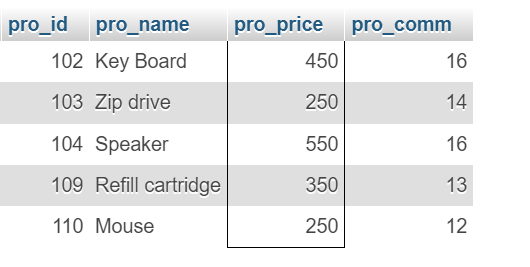 pro_id pro_name pro_price pro_comm
102 Key Board 450 16
103 Zip drive 250 14
104 Speaker 550 16
109 Refill cartridge 350 13
110 Mouse 250 12